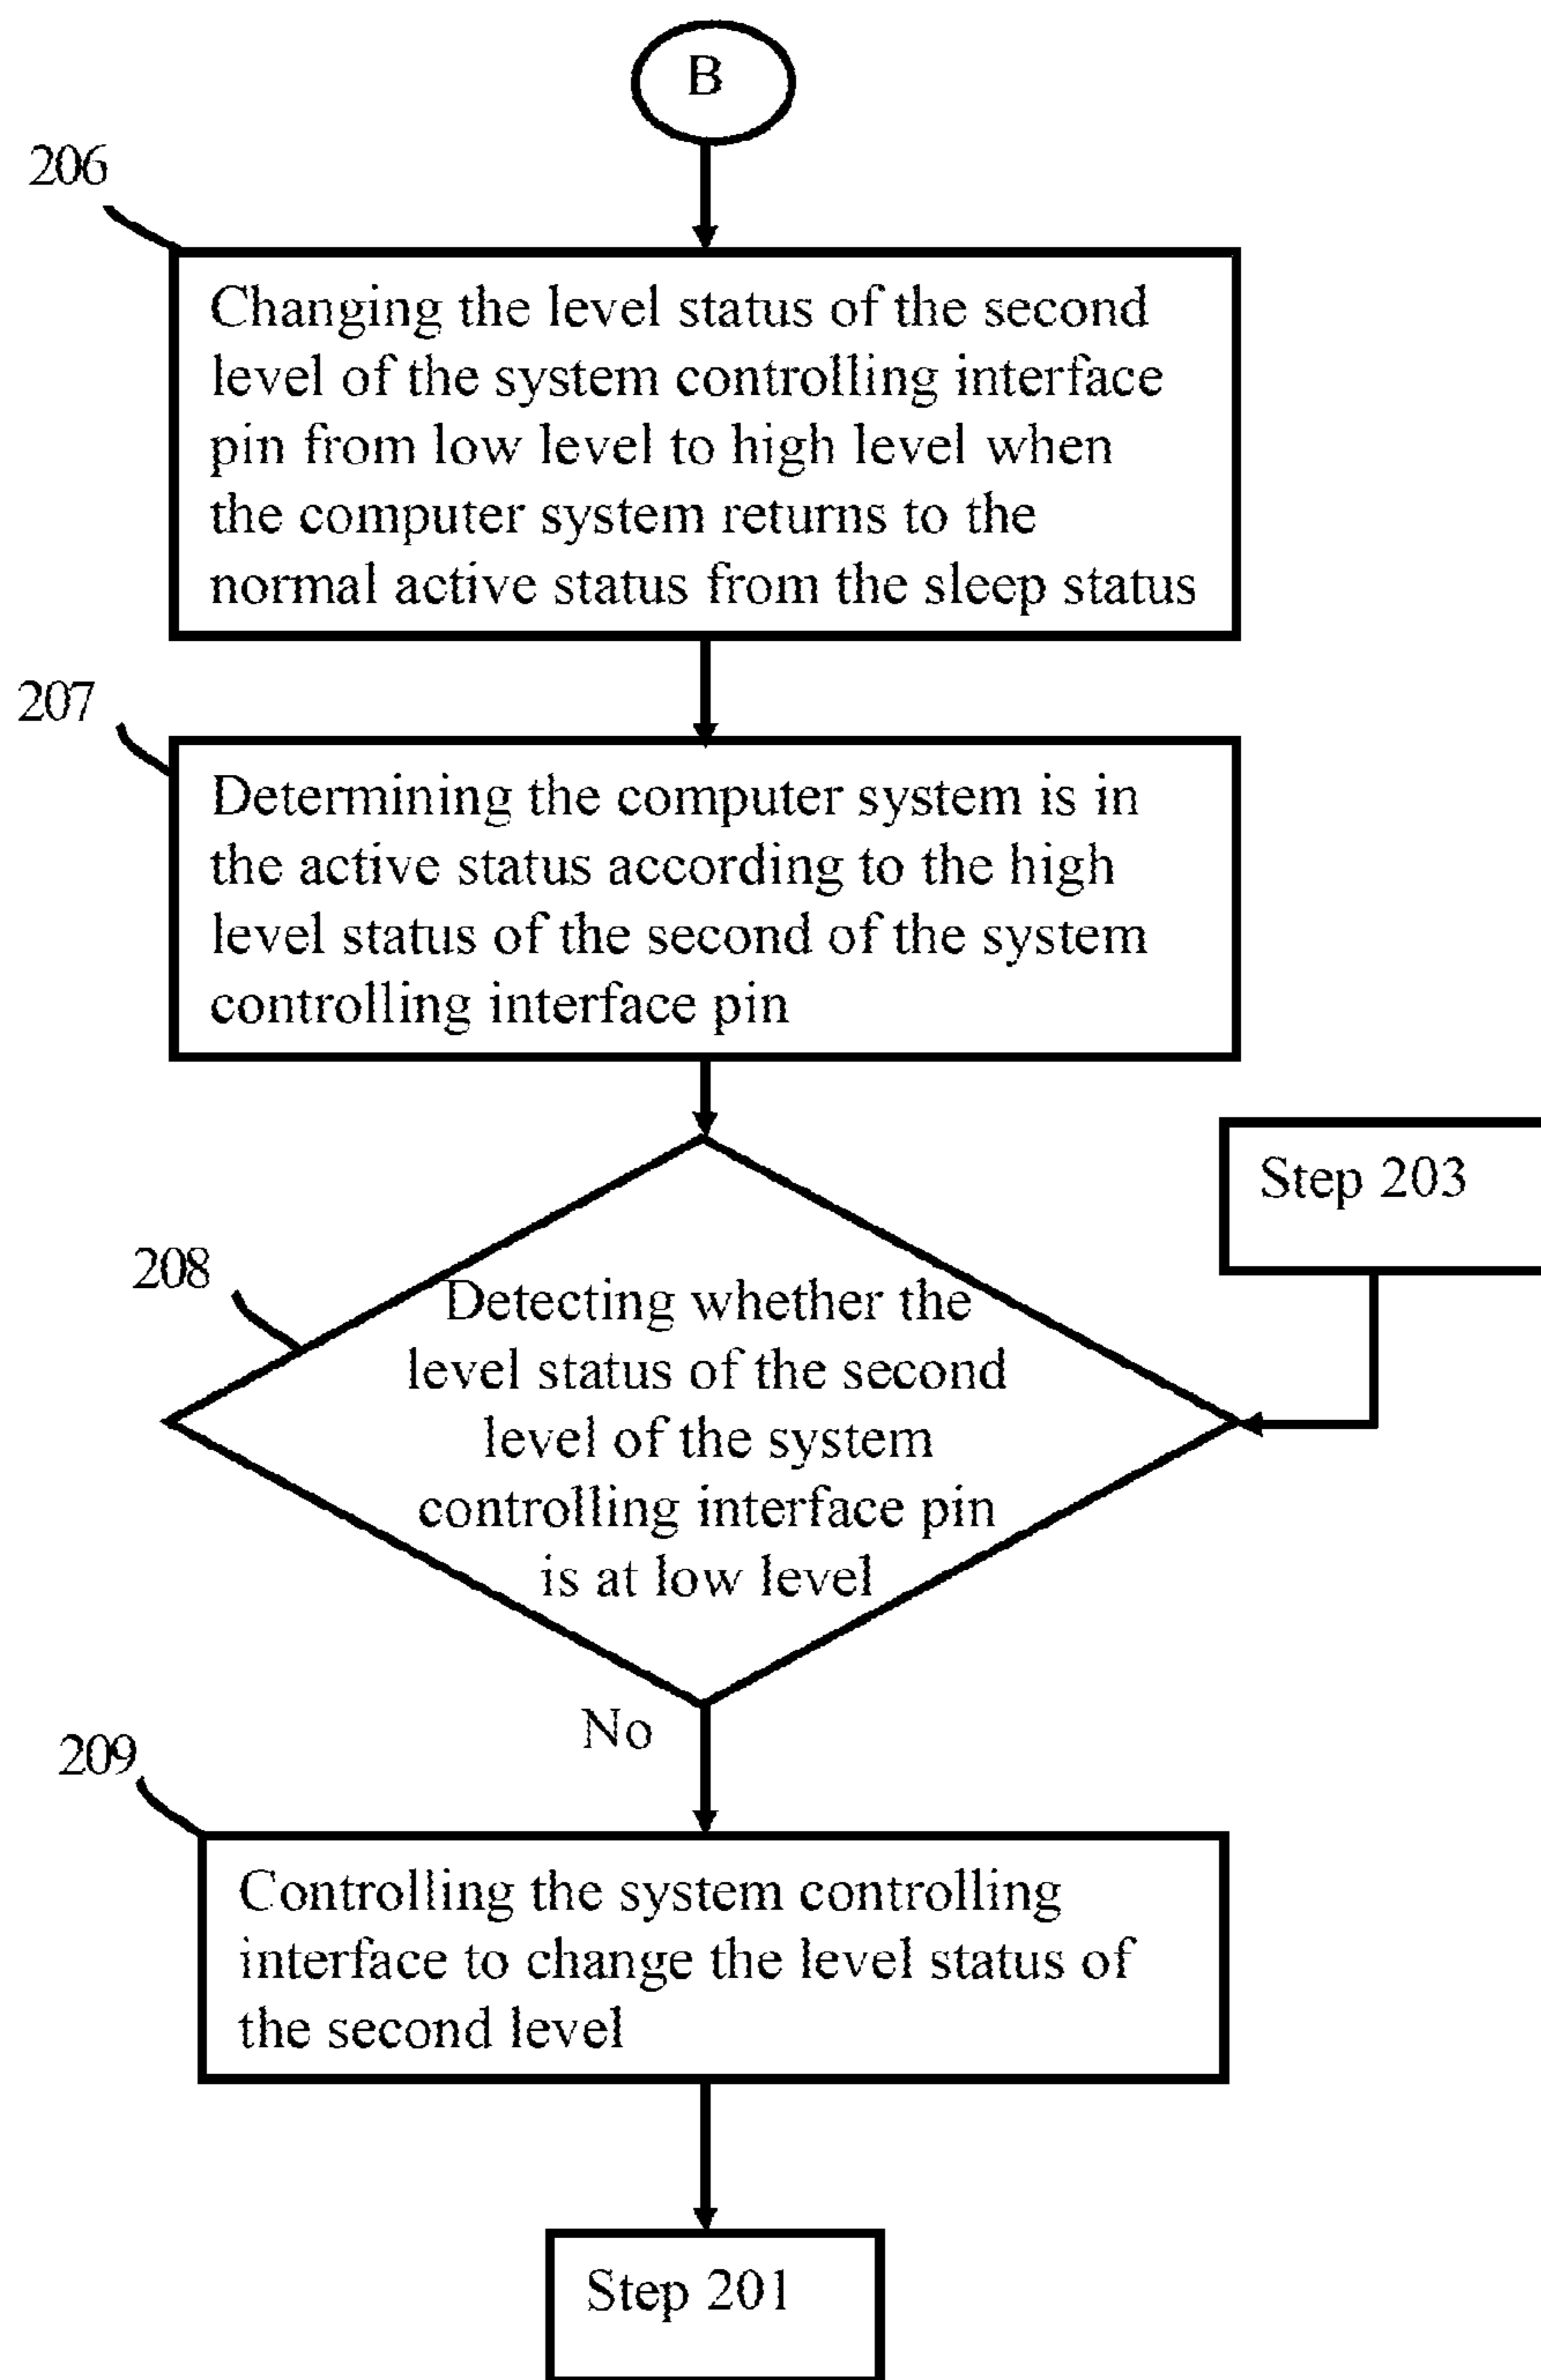 B
206
Changing the level status of the second
level of the system controlling interface
pin from low level to high level when
the computer system returns to the
normal active status from the sleep status
207
Determining the computer system is in
the active status according to the high
level status of the second of the system
controlling interface pin
Step 203
208
Detecting whether the
level status of the second
level of the system
controlling interface pin
is at low level
No
209
Controlling the system controlling
interface to change the level status of
the second level
Step 201